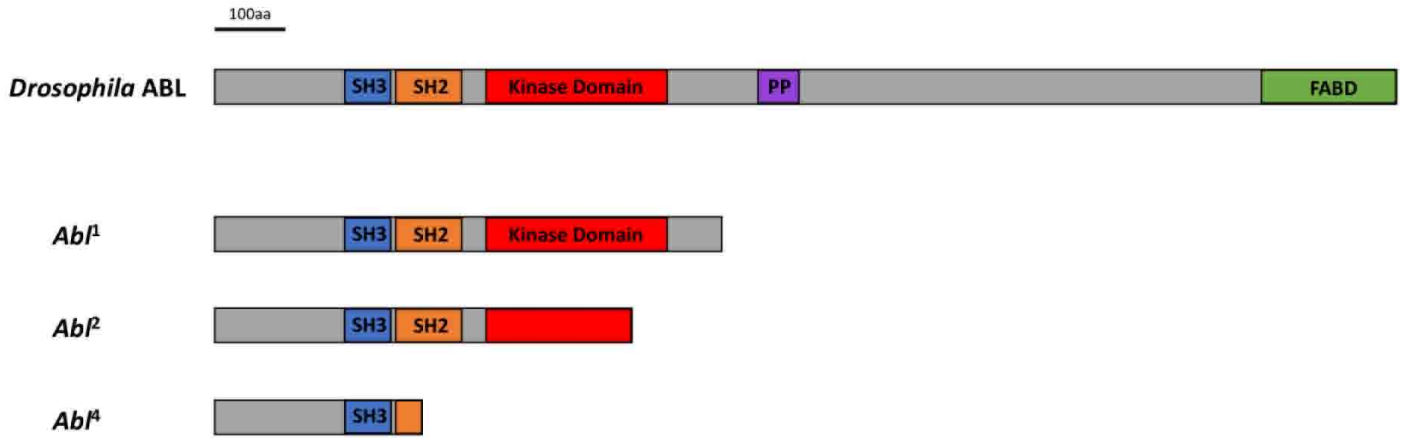 100aa
Drosophila ABL SH3 SH2 Kinase Domain PP FABD
Abl¹ SH3 SH2 Kinase Domain
Abl² SH3 SH2
Abl⁴ SH3